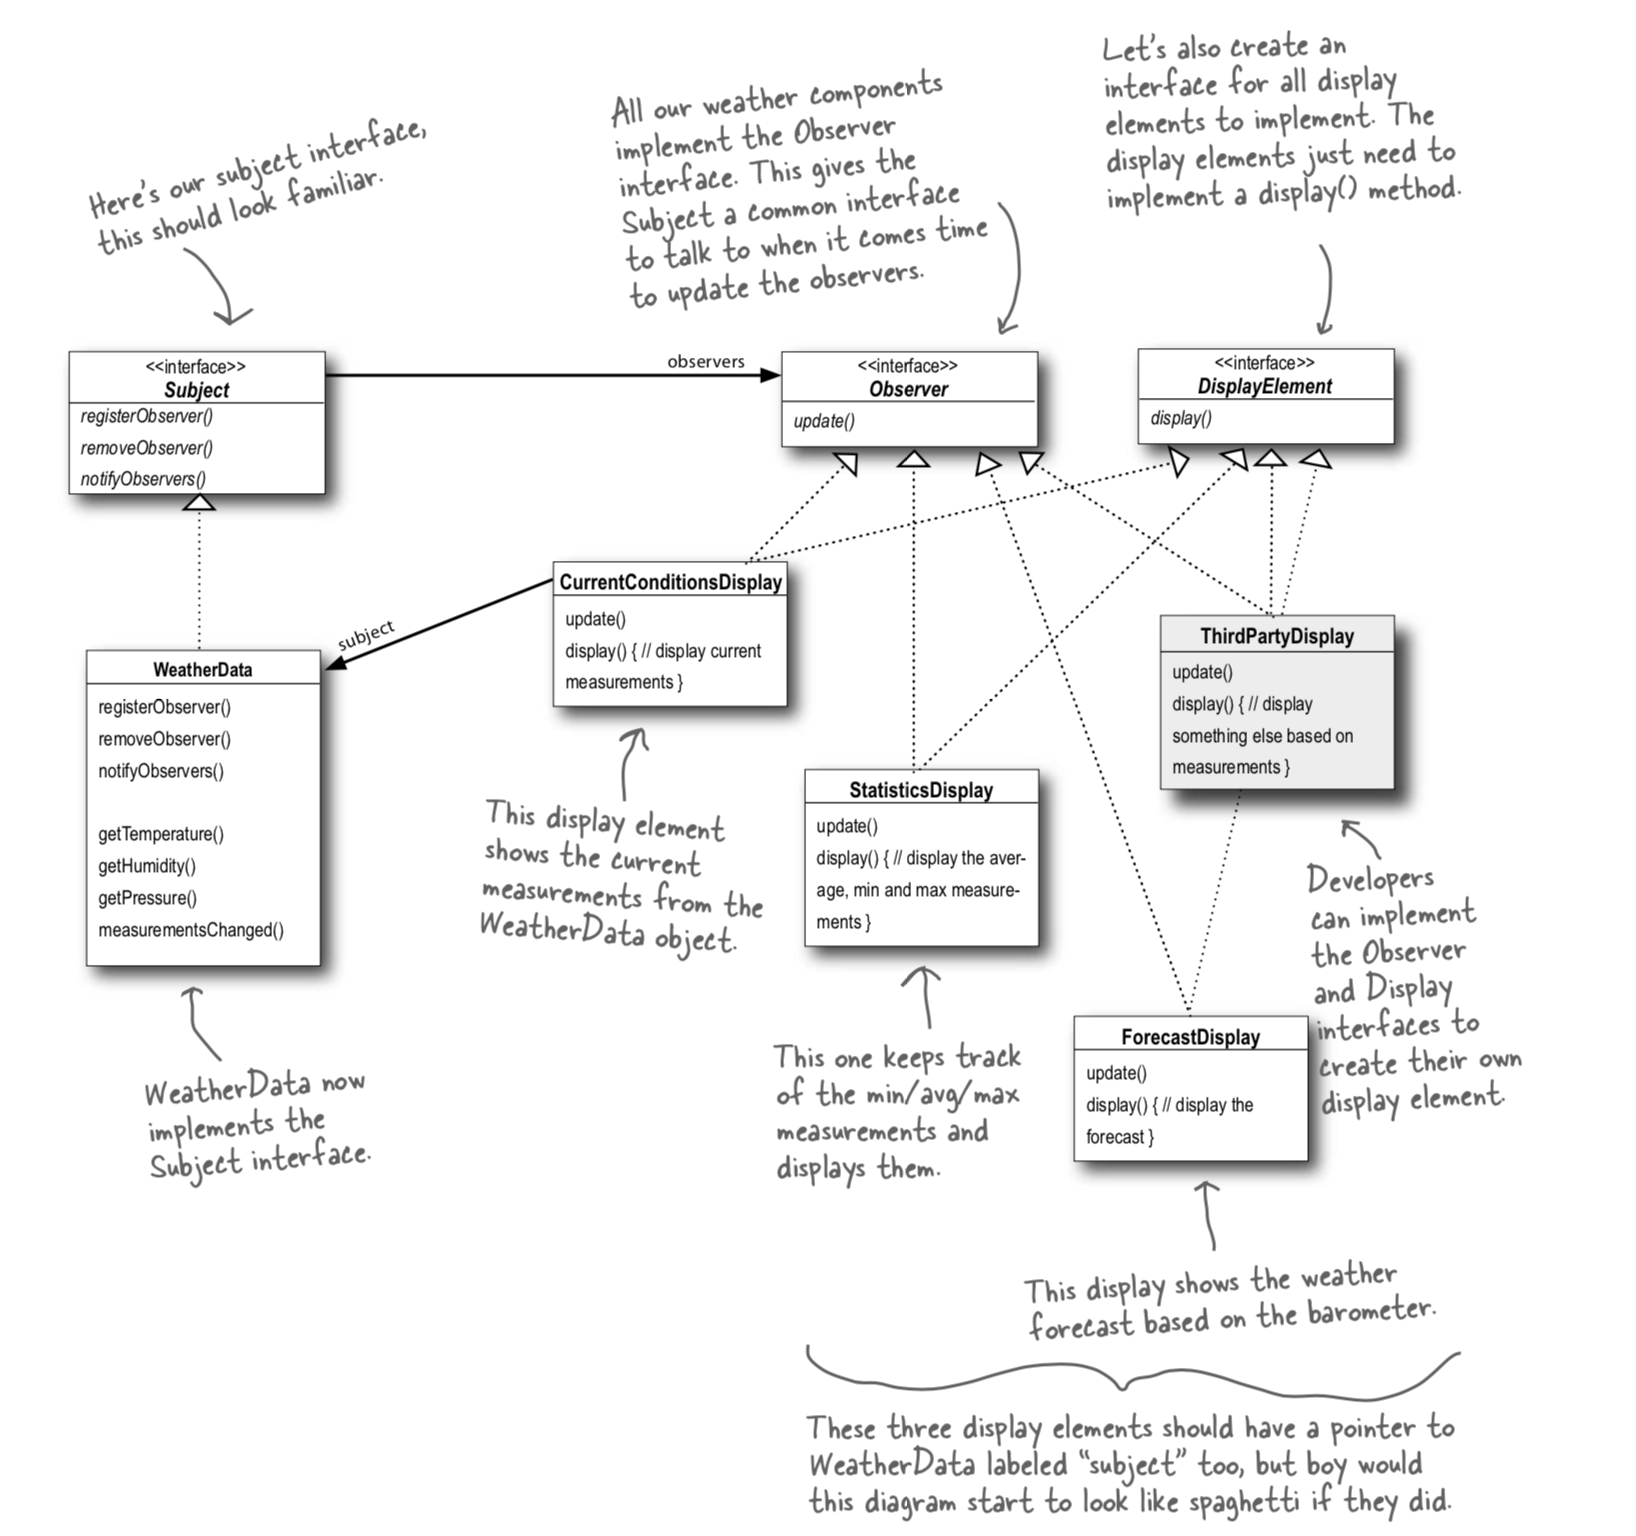 Here's our subject interface,
this should look familiar.
All our weather components
implement the Observer
interface. This gives the
Subject a common interface
to talk to when it comes time
to update the observers.
Let's also create an
interface for all display
elements to implement. The
display elements just need to
implement a display() method.
<<interface>>
Subject
registerObserver()
removeObserver()
notifyObservers()
observers
<<interface>>
Observer
update()
<<interface>>
DisplayElement
display()
subject
WeatherData
registerObserver()
removeObserver()
notifyObservers()
getTemperature()
getHumidity()
getPressure()
measurementsChanged()
CurrentConditionsDisplay
update()
display() { // display current
measurements }
StatisticsDisplay
update()
display() { // display the aver-
age, min and max measure-
ments }
ThirdPartyDisplay
update()
display() { // display
something else based on
measurements }
ForecastDisplay
update()
display() { // display the
forecast }
WeatherData now
implements the
Subject interface.
This display element
shows the current
measurements from the
WeatherData object.
This one keeps track
of the min/avg/max
measurements and
displays them.
Developers
can implement
the Observer
and Display
interfaces to
create their own
display element.
This display shows the weather
forecast based on the barometer.
These three display elements should have a pointer to
WeatherData labeled “subject” too, but boy would
this diagram start to look like spaghetti if they did.